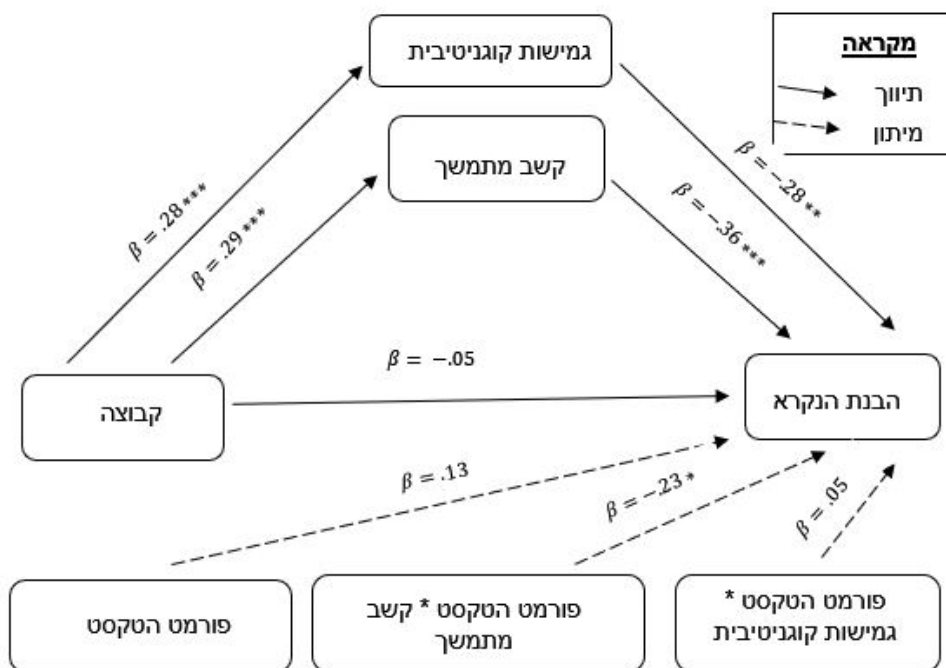 גמישות קוגניטיבית
מקראה
תיווך
מיתון
קשב מתמשך
β = .28 ***
β = .29 ***
β = −.28 **
β = −.36 ***
β = −.05
קבוצה
הבנת הנקרא
β = .13
β = −.23 *
β = .05
פורמט הטקסט *
גמישות קוגניטיבית
פורמט הטקסט * קשב
מתמשך
פורמט הטקסט